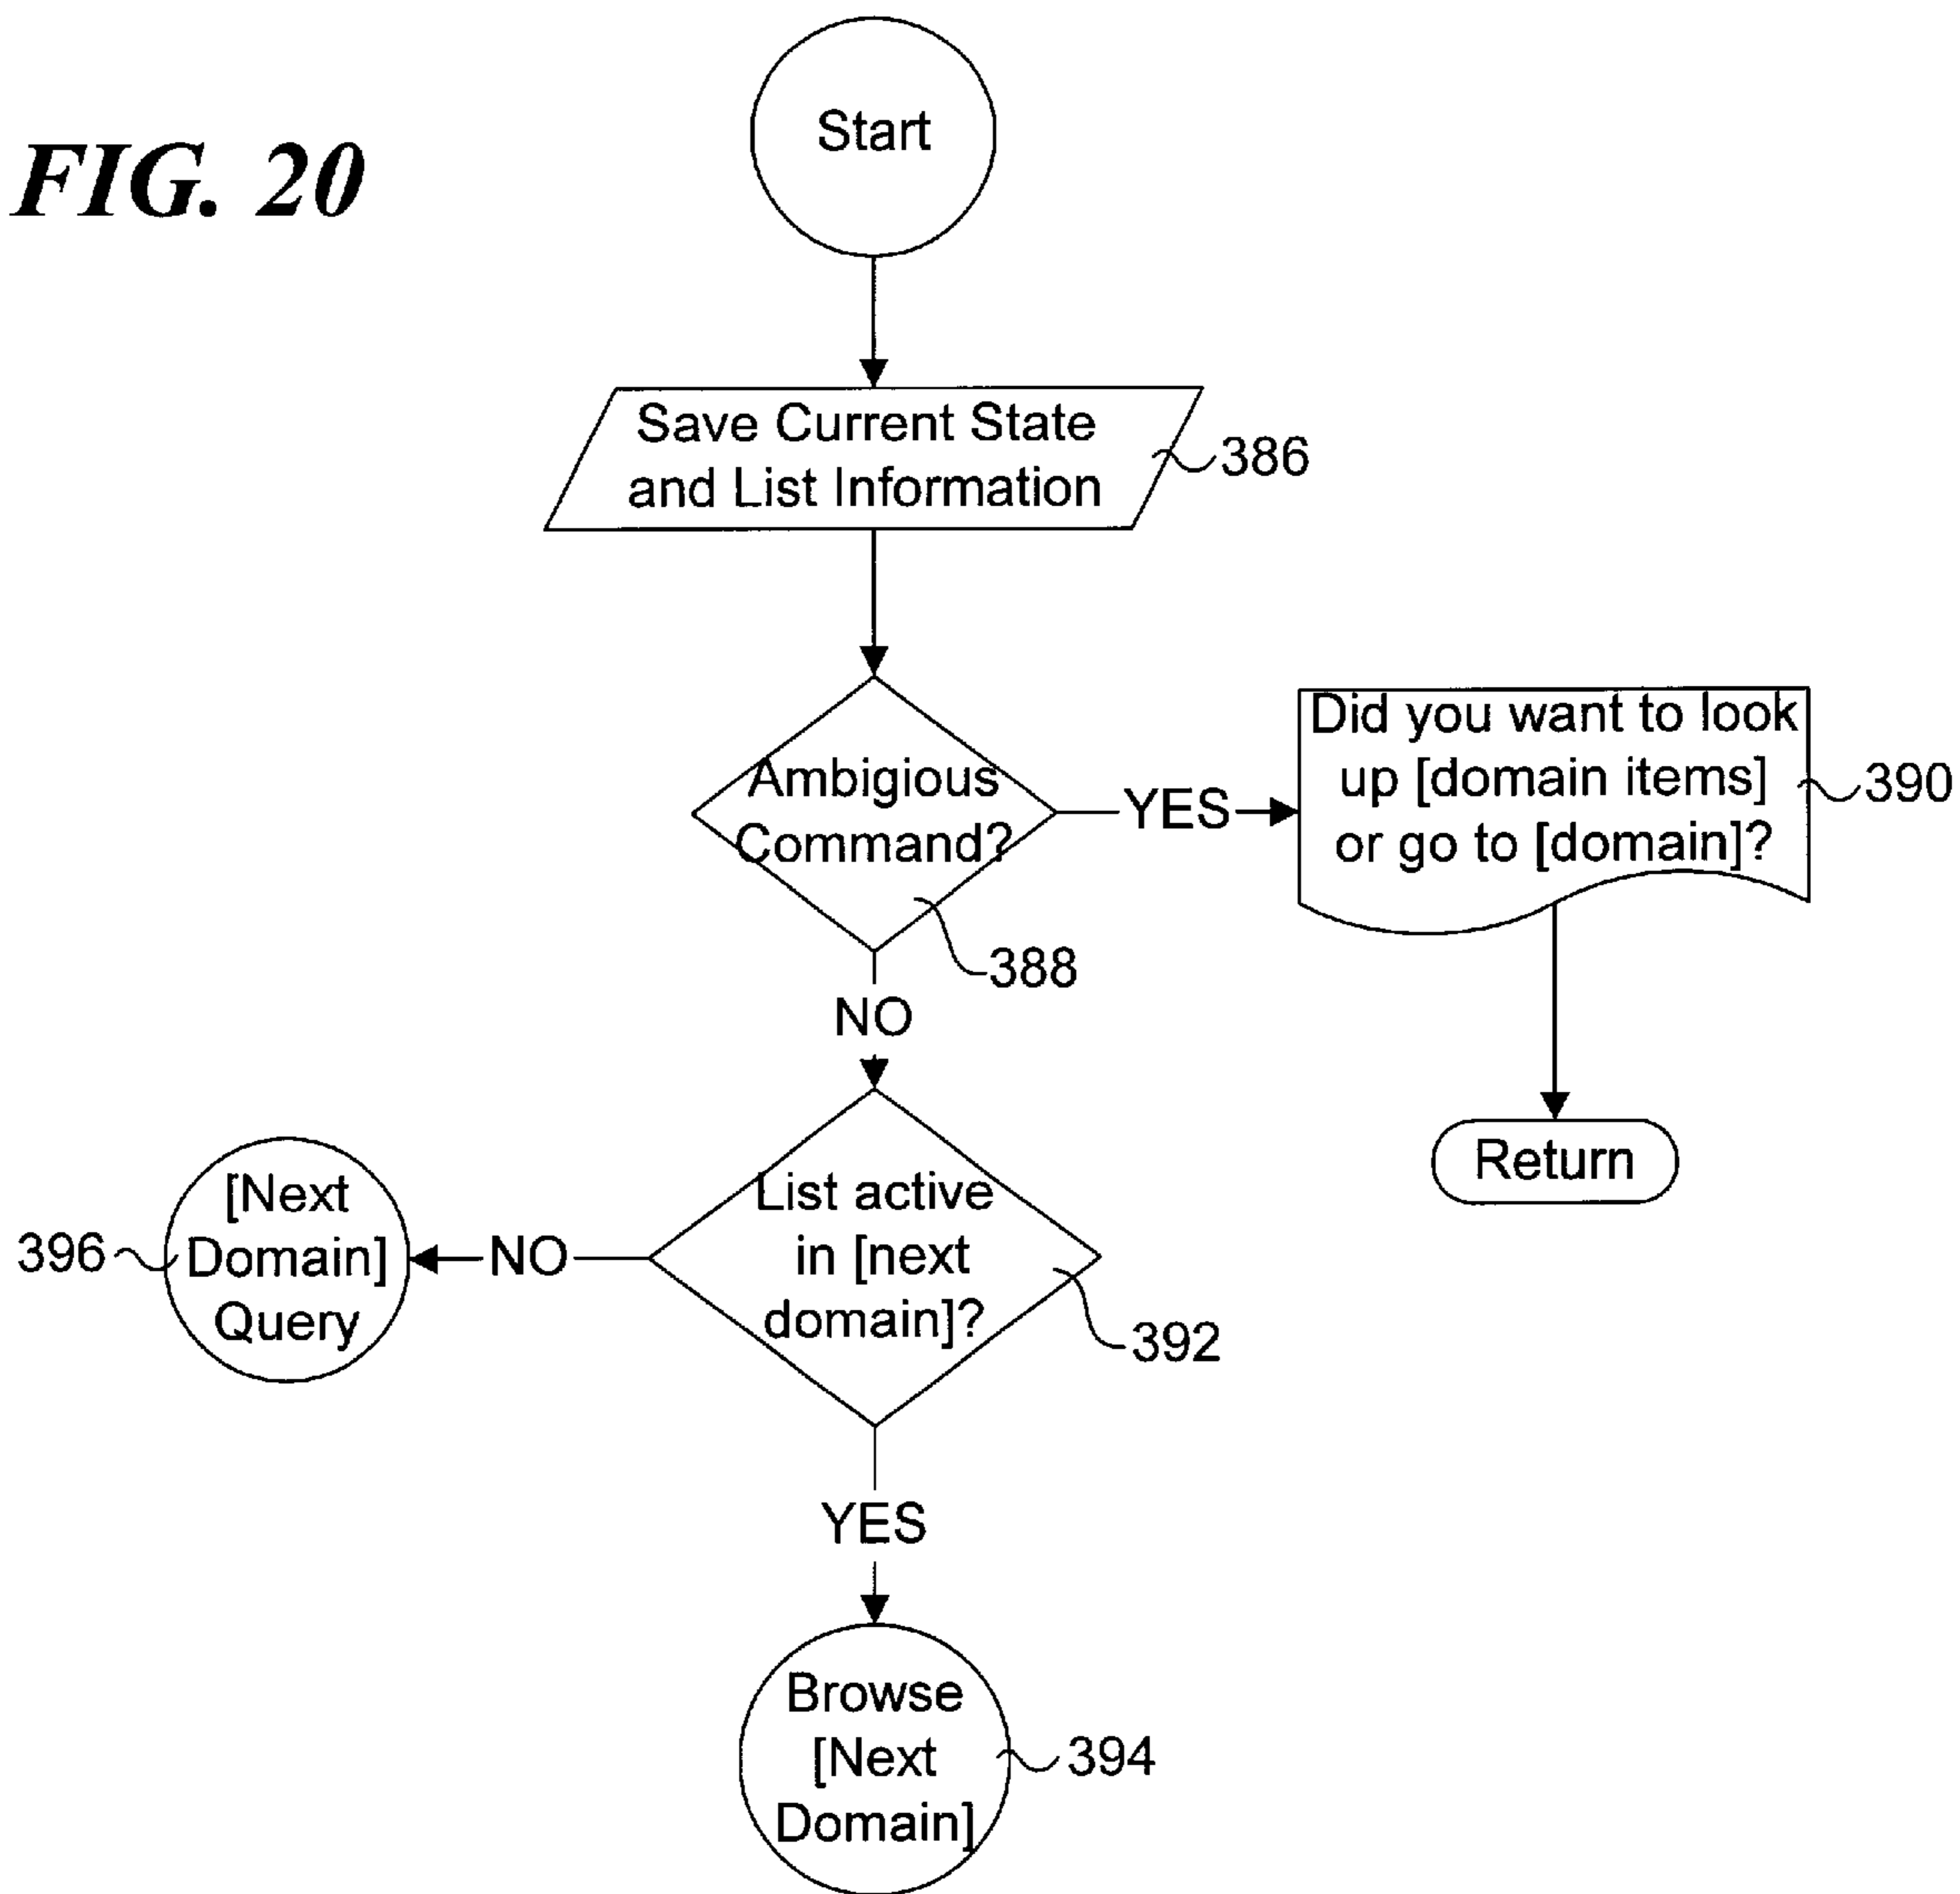 FIG. 20
Start
Save Current State
and List Information
386
Ambigious
Command?
388
YES
Did you want to look
up [domain items]
or go to [domain]?
390
Return
NO
List active
in [next
domain]?
392
NO
[Next
Domain]
Query
396
YES
Browse
[Next
Domain]
394